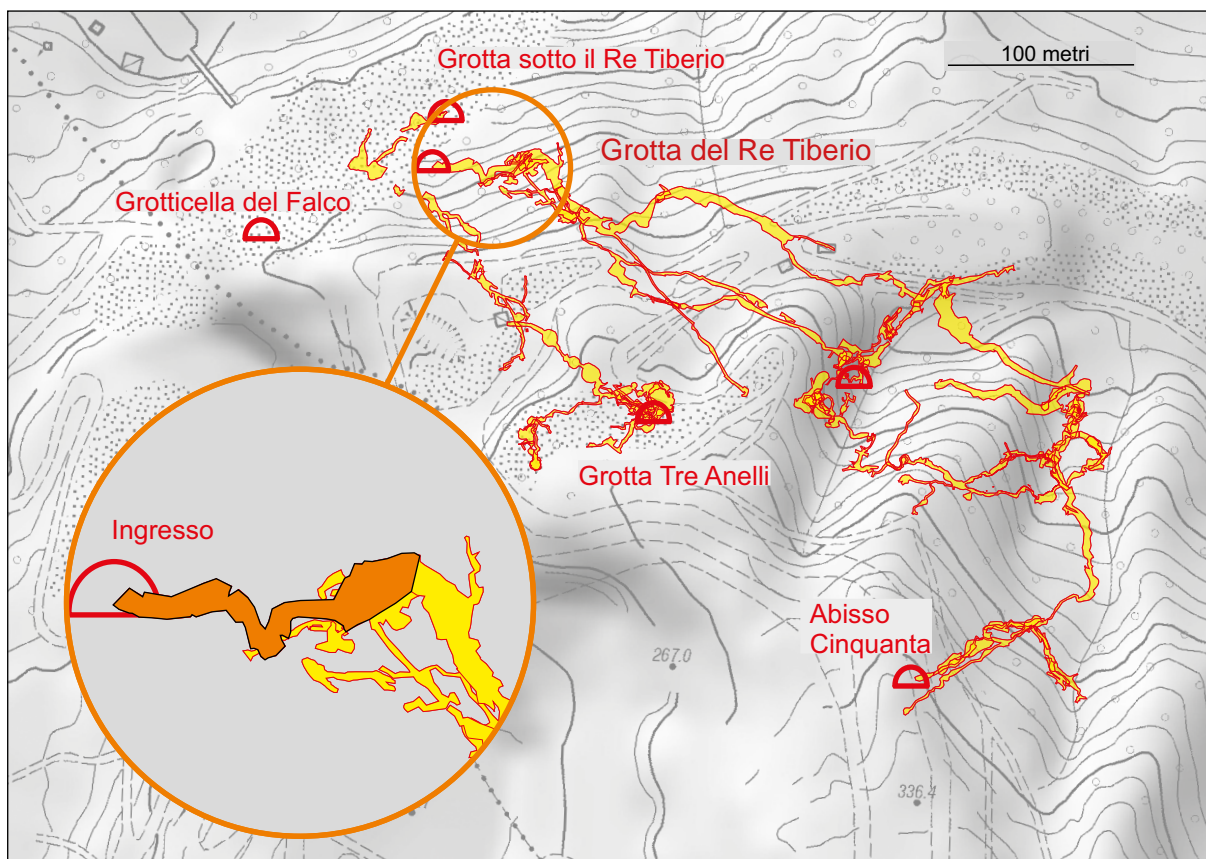 Grotta sotto il Re Tiberio
100 metri
Grotta del Re Tiberio
Grotticella del Falco
Grotta Tre Anelli
Ingresso
Abisso
Cinquanta
267.0
336.4